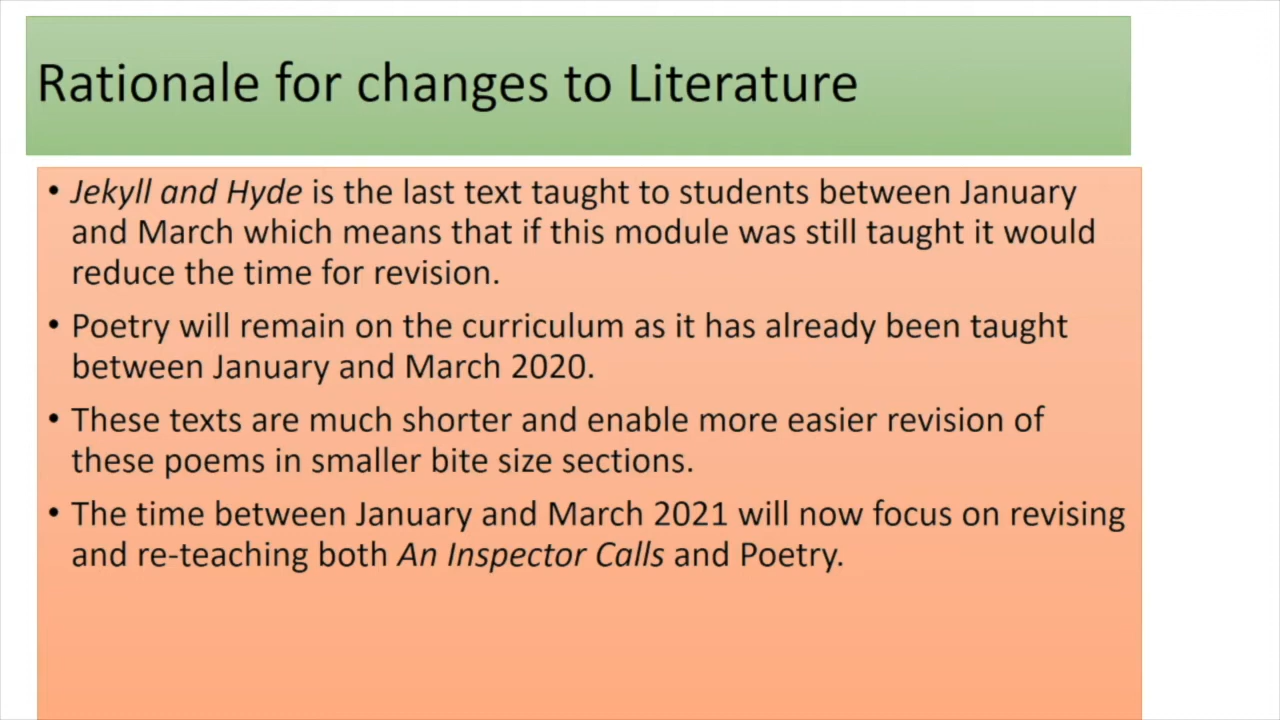 Rationale for changes to Literature
• Jekyll and Hyde is the last text taught to students between January
and March which means that if this module was still taught it would
reduce the time for revision.
• Poetry will remain on the curriculum as it has already been taught
between January and March 2020.
• These texts are much shorter and enable more easier revision of
these poems in smaller bite size sections.
• The time between January and March 2021 will now focus on revising
and re-teaching both An Inspector Calls and Poetry.